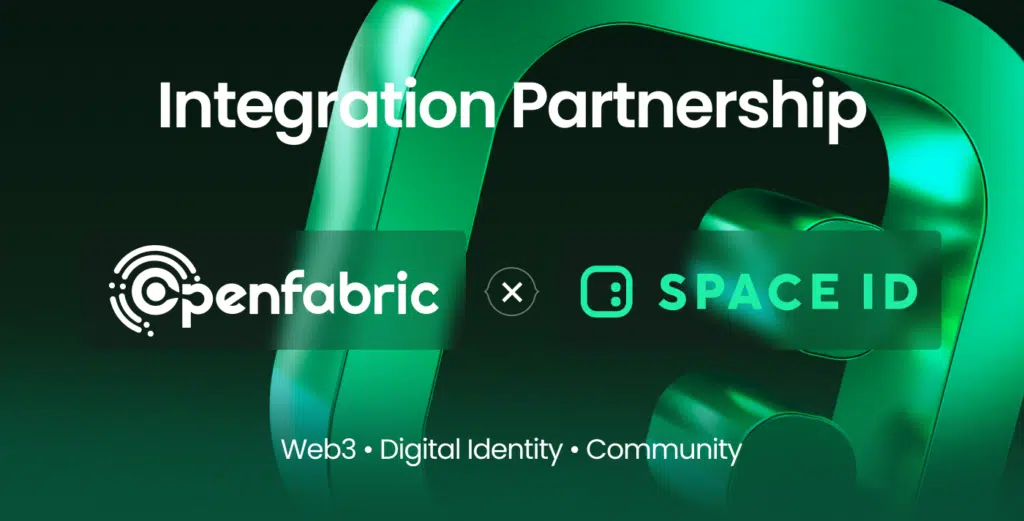 Integration Partnership
Openfabric × SPACE ID
Web3 • Digital Identity • Community